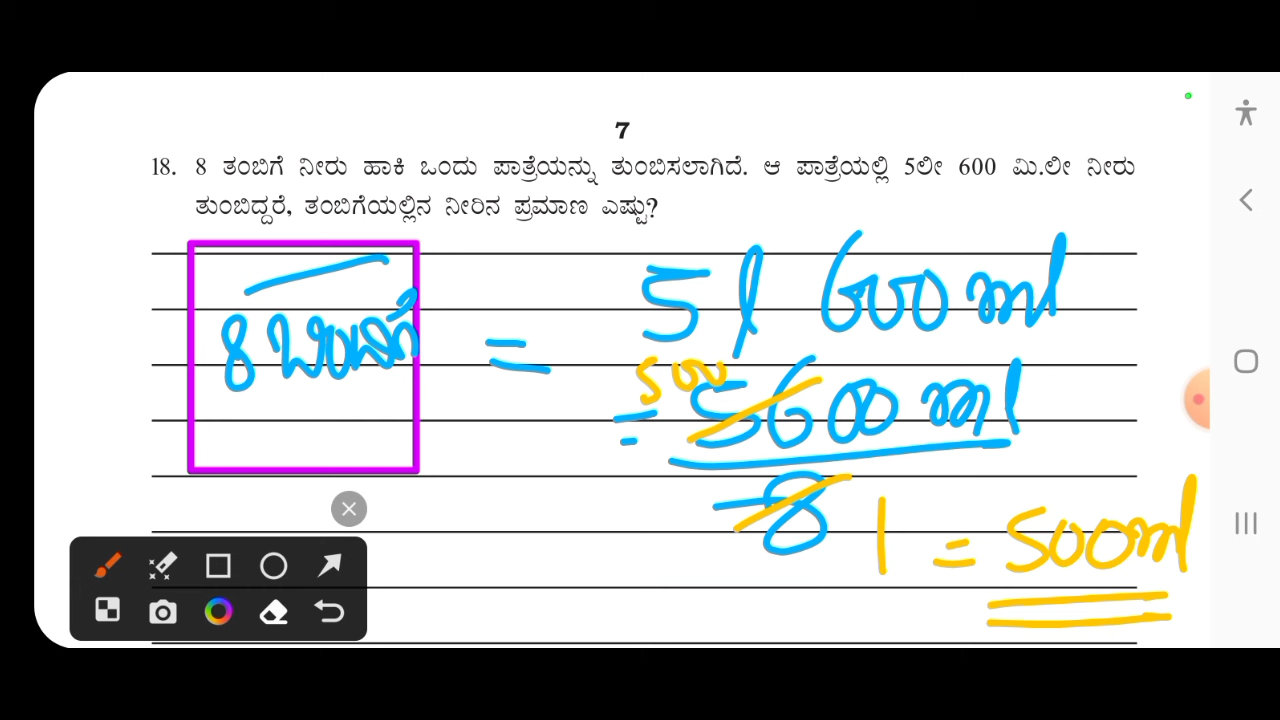 7
18. 8 ತಂಬಿಗೆ ನೀರು ಹಾಕಿ ಒಂದು ಪಾತ್ರೆಯನ್ನು ತುಂಬಿಸಲಾಗಿದೆ. ಆ ಪಾತ್ರೆಯಲ್ಲಿ 5ಲೀ 600 ಮಿ.ಲೀ ನೀರು
ತುಂಬಿದ್ದರೆ, ತಂಬಿಗೆಯಲ್ಲಿನ ನೀರಿನ ಪ್ರಮಾಣ ಎಷ್ಟು?
8 = 5 l 600 ml
500
= 5600 ml
8 1 = 500ml